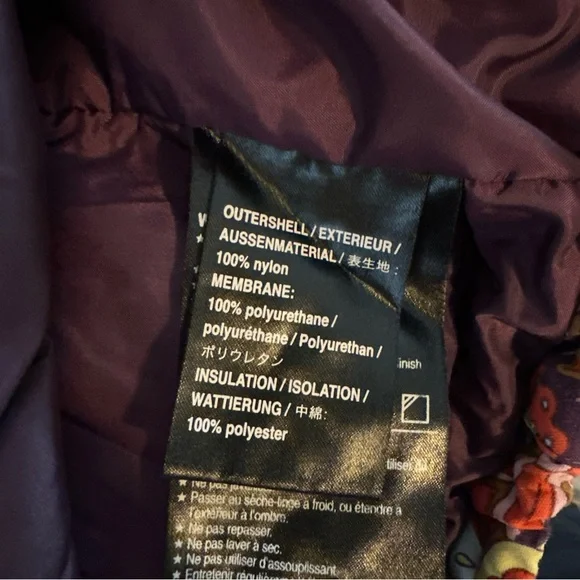 OUTERSHELL / EXTERIEUR /
AUSSENMATERIAL / 表生地 :
100% nylon
MEMBRANE:
100% polyurethane /
polyuréthane / Polyurethan /
ポリウレタン
INSULATION / ISOLATION /
WATTIERUNG / 中綿:
100% polyester
★ Passer au sèche-linge à froid, ou étendre à
l'extérieur à l'ombre.
★ Ne pas repasser.
★ Ne pas laver à sec.
★ Ne pas utiliser d'assouplissant.
★ Entretenir